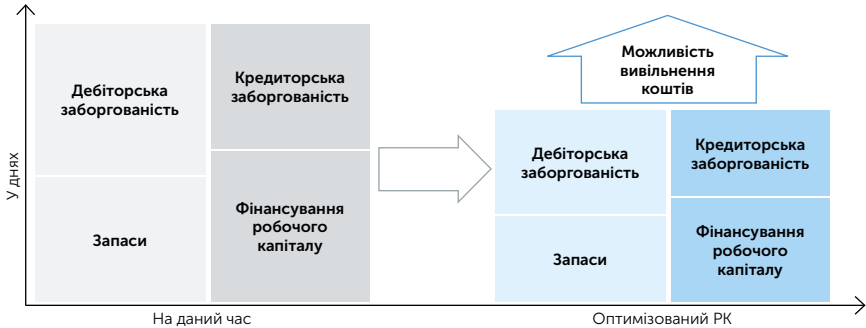 У днях
Дебіторська
заборгованість
Кредиторська
заборгованість
Запаси
Фінансування
робочого
капіталу
На даний час
Можливість
вивільнення
коштів
Дебіторська
заборгованість
Кредиторська
заборгованість
Запаси
Фінансування
робочого
капіталу
Оптимізований РК